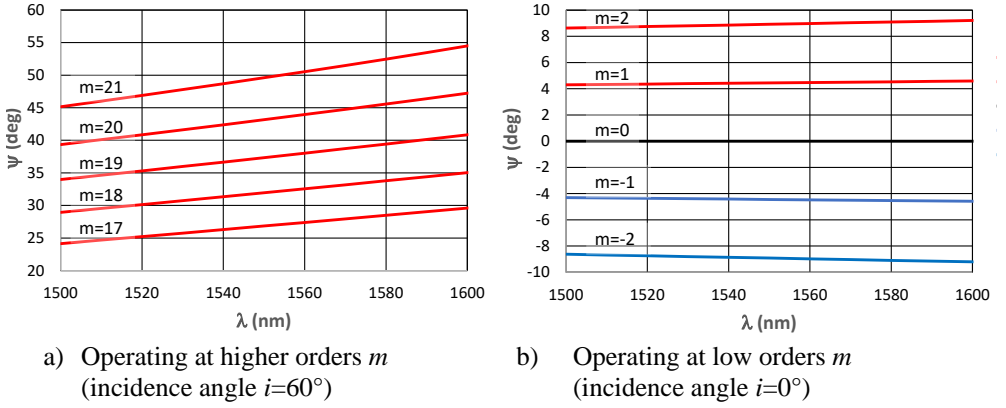 60
55
50
45
40
35
30
25
20
m=21
m=20
m=19
m=18
m=17
ψ (deg)
1500 1520 1540 1560 1580 1600
λ (nm)
10
8
6
4
2
0
-2
-4
-6
-8
-10
m=2
m=1
m=0
m=-1
m=-2
ψ (deg)
1500 1520 1540 1560 1580 1600
λ (nm)
a) Operating at higher orders m
(incidence angle i=60°)
b) Operating at low orders m
(incidence angle i=0°)